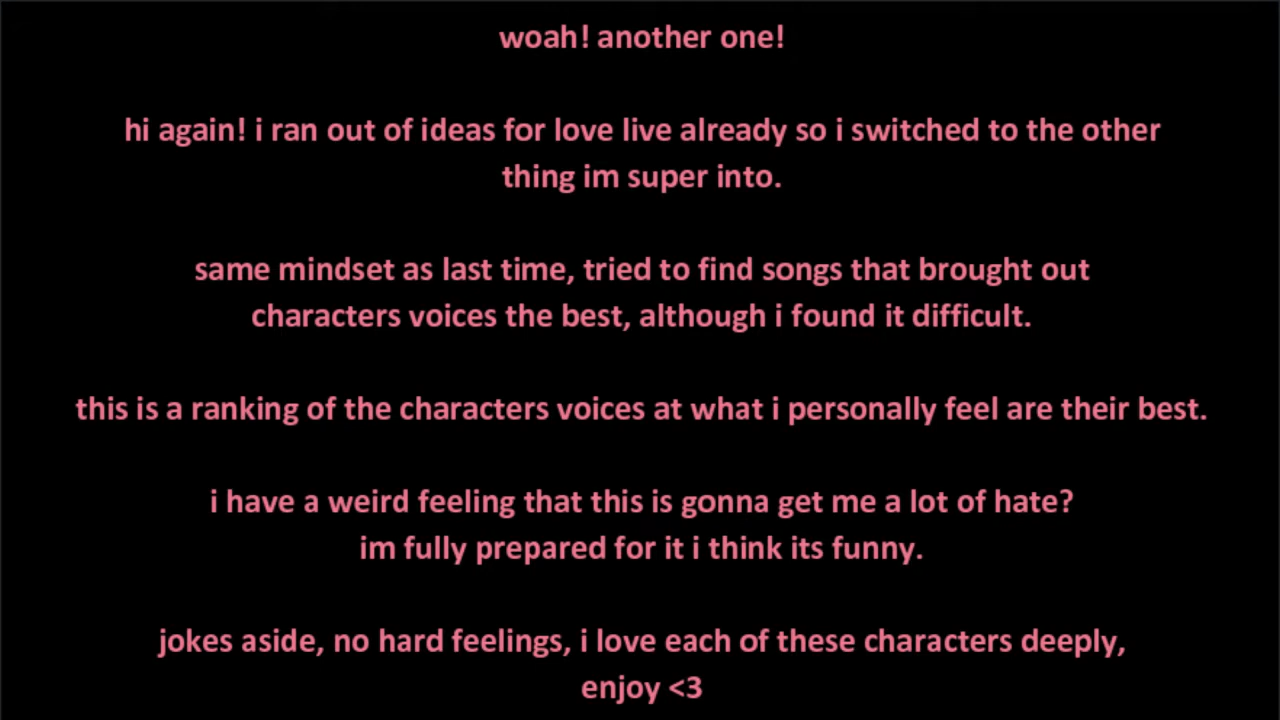 woah! another one!
hi again! i ran out of ideas for love live already so i switched to the other
thing im super into.
same mindset as last time, tried to find songs that brought out
characters voices the best, although i found it difficult.
this is a ranking of the characters voices at what i personally feel are their best.
i have a weird feeling that this is gonna get me a lot of hate?
im fully prepared for it i think its funny.
jokes aside, no hard feelings, i love each of these characters deeply,
enjoy <3